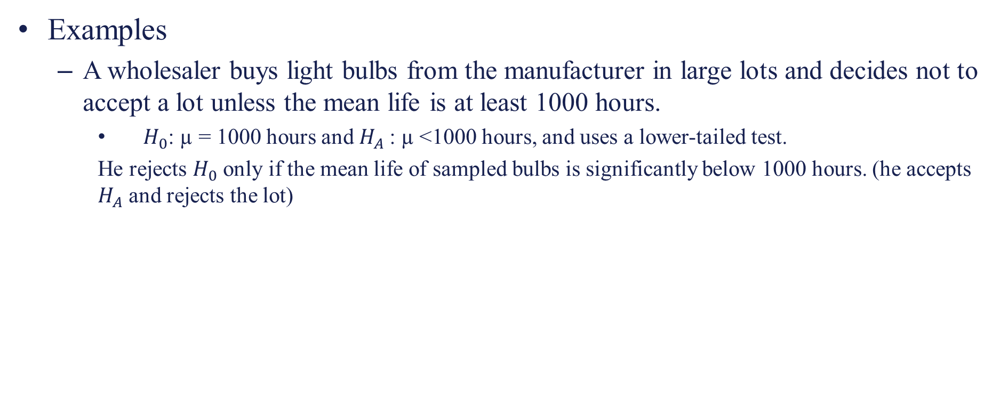 • Examples
– A wholesaler buys light bulbs from the manufacturer in large lots and decides not to
accept a lot unless the mean life is at least 1000 hours.
• H₀: μ = 1000 hours and H_A : μ <1000 hours, and uses a lower-tailed test.
He rejects H₀ only if the mean life of sampled bulbs is significantly below 1000 hours. (he accepts
H_A and rejects the lot)